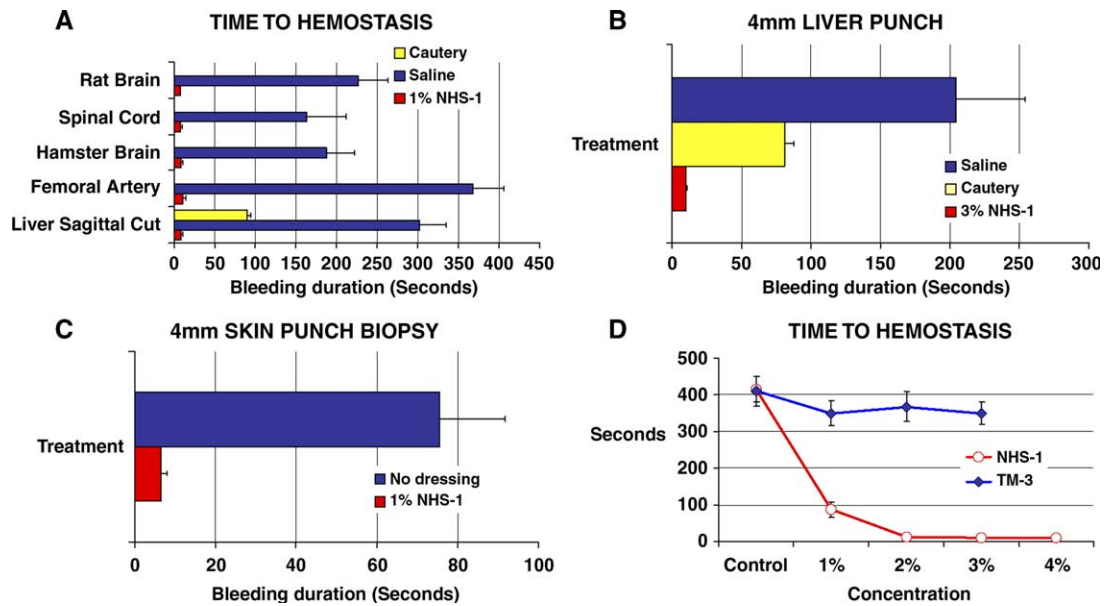 A TIME TO HEMOSTASIS
Cautery
Saline
1% NHS-1
Rat Brain
Spinal Cord
Hamster Brain
Femoral Artery
Liver Sagittal Cut
0 50 100 150 200 250 300 350 400 450
Bleeding duration (Seconds)
B 4mm LIVER PUNCH
Treatment
Saline
Cautery
3% NHS-1
0 50 100 150 200 250 300
Bleeding duration (Seconds)
C 4mm SKIN PUNCH BIOPSY
Treatment
No dressing
1% NHS-1
0 20 40 60 80 100
Bleeding duration (Seconds)
D TIME TO HEMOSTASIS
500
400
300
200
100
0
Seconds
NHS-1
TM-3
Control 1% 2% 3% 4%
Concentration